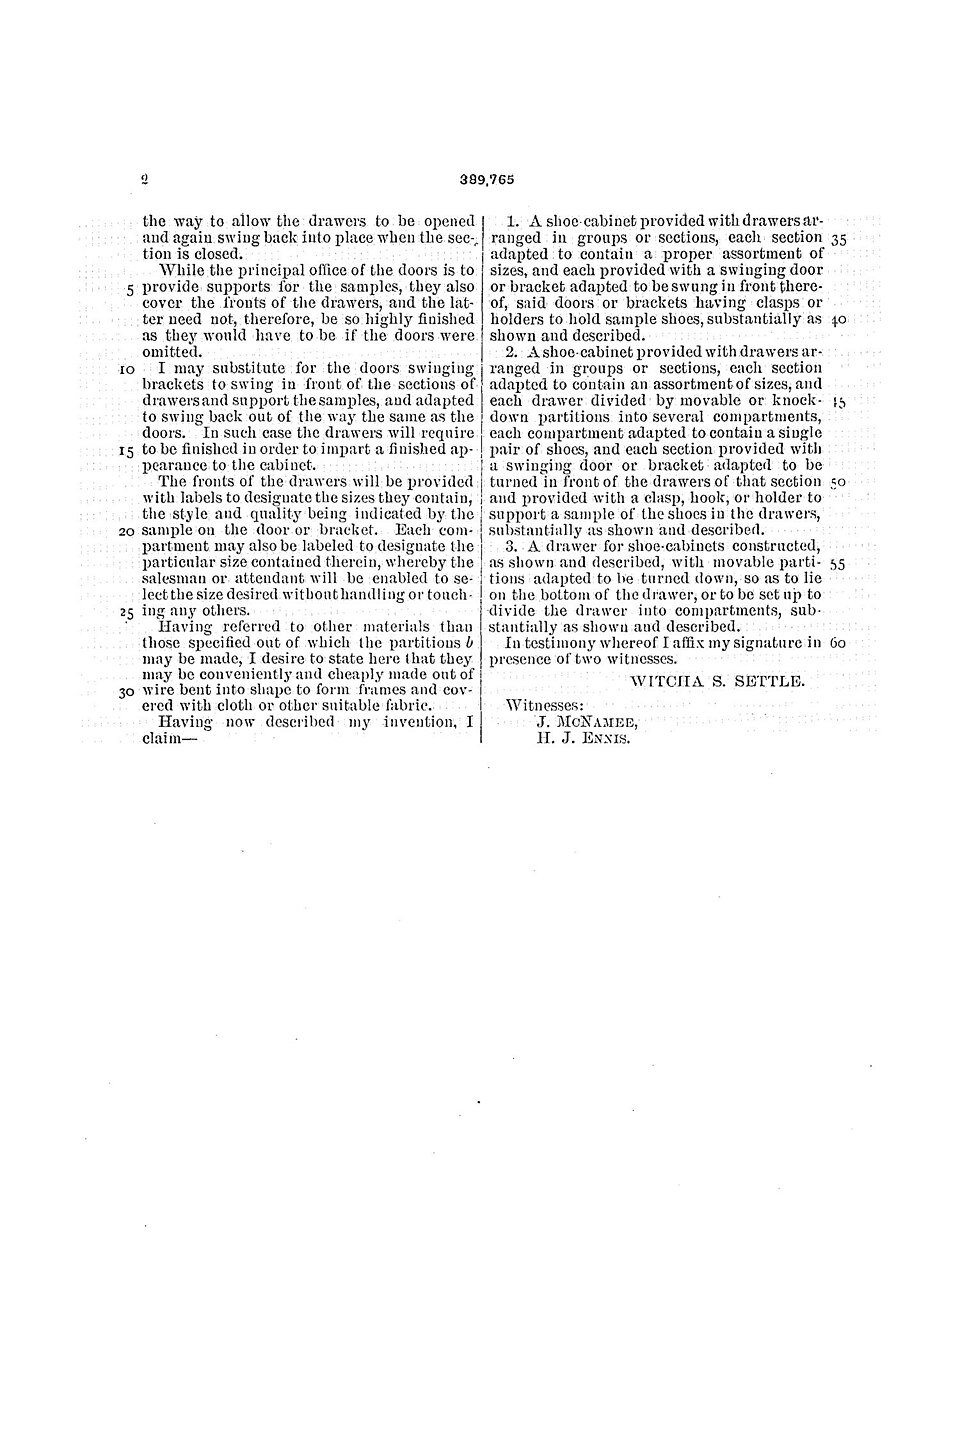 2
389,765
the way to allow the drawers to be opened
and again swing back into place when the sec-
tion is closed.
While the principal office of the doors is to
5 provide supports for the samples, they also
cover the fronts of the drawers, and the lat-
ter need not, therefore, be so highly finished
as they would have to be if the doors were
omitted.
10 I may substitute for the doors swinging
brackets to swing in front of the sections of
drawers and support the samples, and adapted
to swing back out of the way the same as the
doors. In such case the drawers will require
15 to be finished in order to impart a finished ap-
pearance to the cabinet.
The fronts of the drawers will be provided
with labels to designate the sizes they contain,
the style and quality being indicated by the
20 sample on the door or bracket. Each com-
partment may also be labeled to designate the
particular size contained therein, whereby the
salesman or attendant will be enabled to se-
lect the size desired without handling or touch-
25 ing any others.
Having referred to other materials than
those specified out of which the partitions b
may be made, I desire to state here that they
may be conveniently and cheaply made out of
30 wire bent into shape to form frames and cov-
ered with cloth or other suitable fabric.
Having now described my invention, I
claim—
1. A shoe-cabinet provided with drawers ar-
ranged in groups or sections, each section 35
adapted to contain a proper assortment of
sizes, and each provided with a swinging door
or bracket adapted to be swung in front there-
of, said doors or brackets having clasps or
holders to hold sample shoes, substantially as 40
shown and described.
2. A shoe-cabinet provided with drawers ar-
ranged in groups or sections, each section
adapted to contain an assortment of sizes, and
each drawer divided by movable or knock- 45
down partitions into several compartments,
each compartment adapted to contain a single
pair of shoes, and each section provided with
a swinging door or bracket adapted to be
turned in front of the drawers of that section 50
and provided with a clasp, hook, or holder to
support a sample of the shoes in the drawers,
substantially as shown and described.
3. A drawer for shoe-cabinets constructed,
as shown and described, with movable parti- 55
tions adapted to be turned down, so as to lie
on the bottom of the drawer, or to be set up to
divide the drawer into compartments, sub-
stantially as shown and described.
In testimony whereof I affix my signature in 60
presence of two witnesses.
WITCHA S. SETTLE.
Witnesses:
J. MCNAMEE,
H. J. ENNIS.